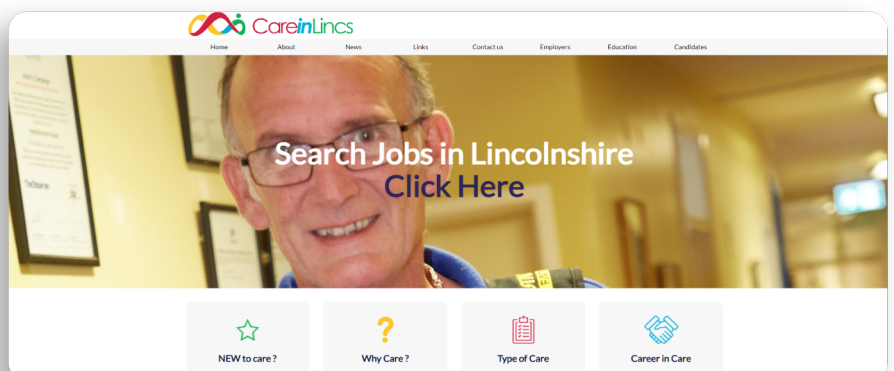 CareinLincs
Home About News Links Contact us Employers Education Candidates
Search Jobs in Lincolnshire
Click Here
NEW to care ?
Why Care ?
Type of Care
Career in Care